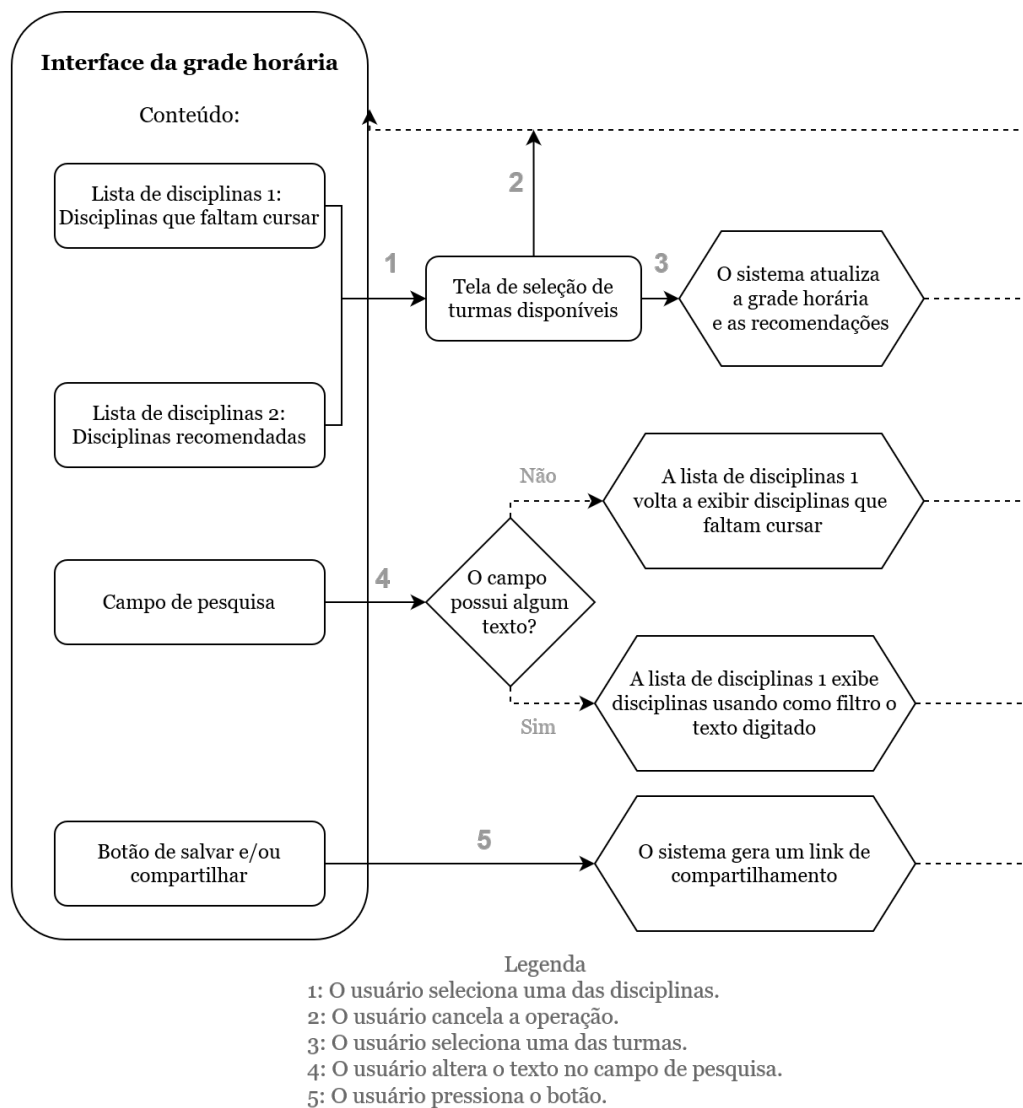 Interface da grade horária
Conteúdo:
Lista de disciplinas 1:
Disciplinas que faltam cursar
1
Tela de seleção de
turmas disponíveis
2
3
O sistema atualiza
a grade horária
e as recomendações
Lista de disciplinas 2:
Disciplinas recomendadas
Campo de pesquisa
4
O campo
possui algum
texto?
Não
A lista de disciplinas 1
volta a exibir disciplinas que
faltam cursar
Sim
A lista de disciplinas 1 exibe
disciplinas usando como filtro o
texto digitado
Botão de salvar e/ou
compartilhar
5
O sistema gera um link de
compartilhamento
Legenda
1: O usuário seleciona uma das disciplinas.
2: O usuário cancela a operação.
3: O usuário seleciona uma das turmas.
4: O usuário altera o texto no campo de pesquisa.
5: O usuário pressiona o botão.